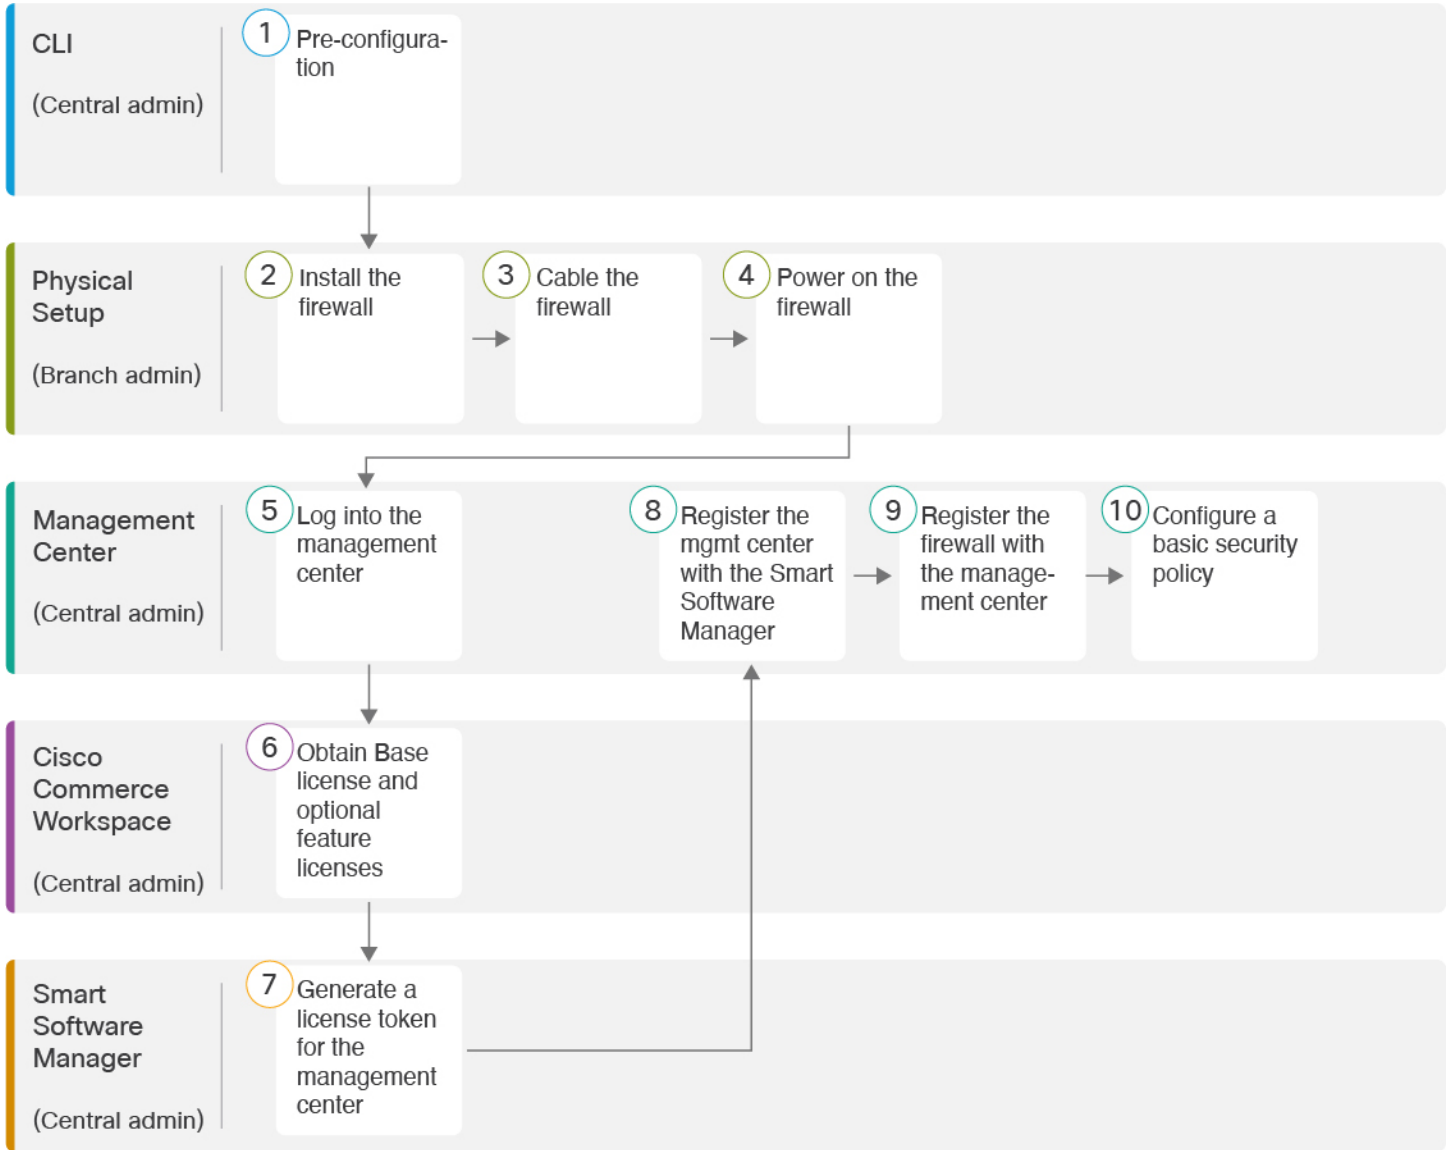 CLI
(Central admin)
1
Pre-configura-
tion
Physical
Setup
(Branch admin)
2
Install the
firewall
3
Cable the
firewall
4
Power on the
firewall
Management
Center
(Central admin)
5
Log into the
management
center
8
Register the
mgmt center
with the Smart
Software
Manager
9
Register the
firewall with
the manage-
ment center
10
Configure a
basic security
policy
Cisco
Commerce
Workspace
(Central admin)
6
Obtain Base
license and
optional
feature
licenses
Smart
Software
Manager
(Central admin)
7
Generate a
license token
for the
management
center